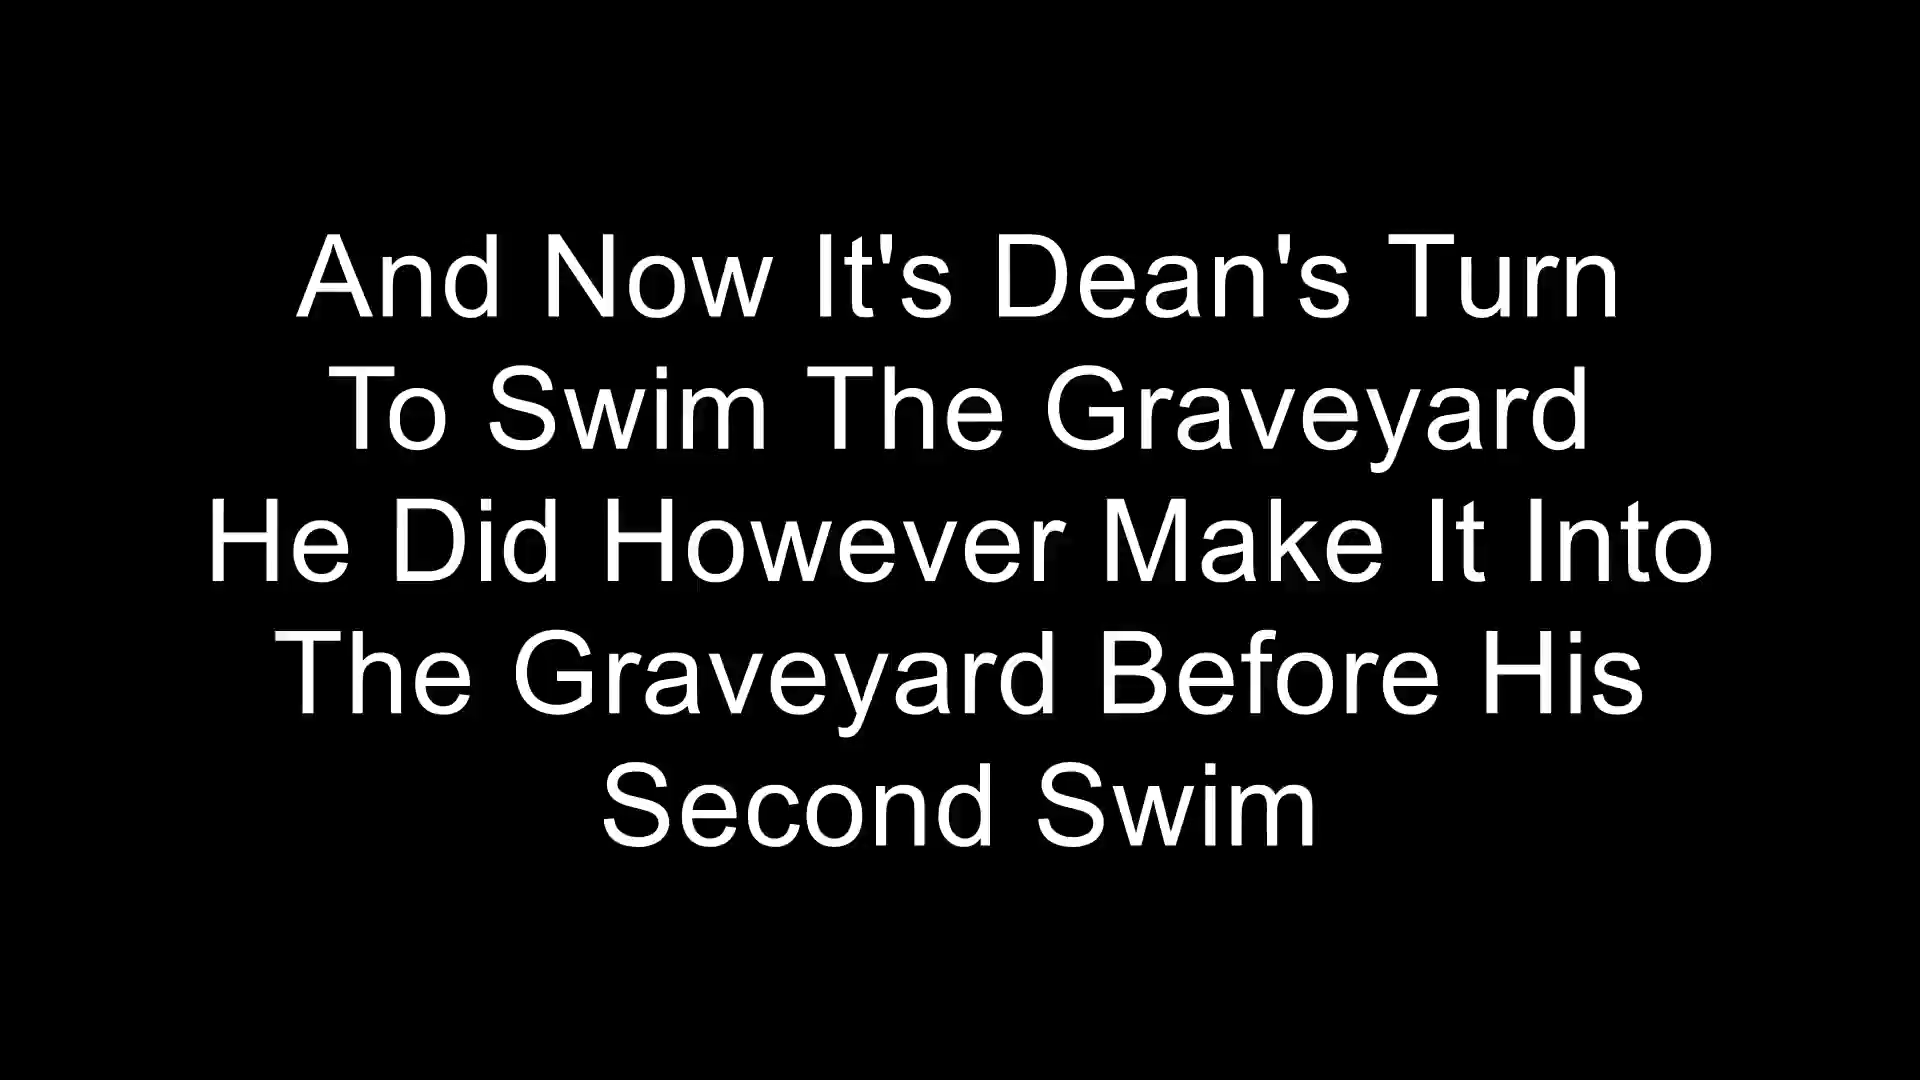 And Now It's Dean's Turn
To Swim The Graveyard
He Did However Make It Into
The Graveyard Before His
Second Swim